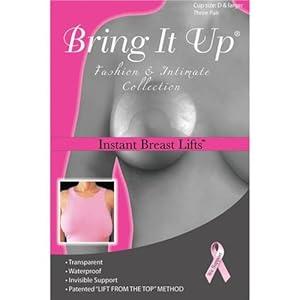 Cup size: D & larger
Three Pair
Bring It Up®
Fashion & Intimate
Collection
Instant Breast Lifts™
• Transparent
• Waterproof
• Invisible Support
• Patented "LIFT FROM THE TOP" METHOD